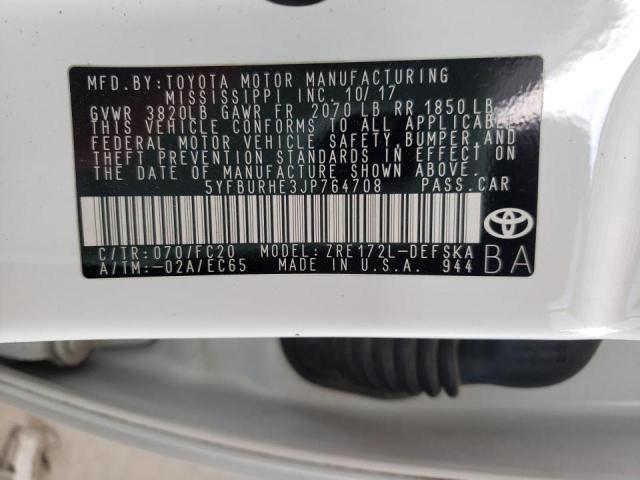 MFD.BY:TOYOTA MOTOR MANUFACTURING
MISSISSIPPI INC. 10/17
GVWR 3820LB GAWR FR 2070 LB RR 1850 LB
THIS VEHICLE CONFORMS TO ALL APPLICABLE
FEDERAL MOTOR VEHICLE SAFETY,BUMPER,AND
THEFT PREVENTION STANDARDS IN EFFECT ON
THE DATE OF MANUFACTURE SHOWN ABOVE.
5YFBURHE3JP764708 PASS.CAR
C/TR:070/FC20 MODEL:ZRE172L-DEFSKA
A/TM:-02A/EC65 MADE IN U.S.A. 944
BA